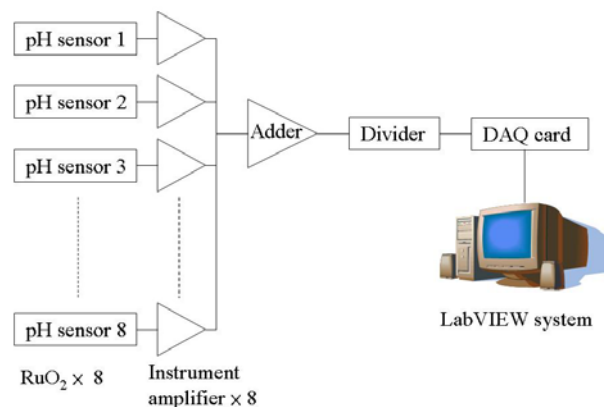 pH sensor 1
pH sensor 2
pH sensor 3
pH sensor 8
RuO₂ × 8
Instrument
amplifier × 8
Adder
Divider
DAQ card
LabVIEW system